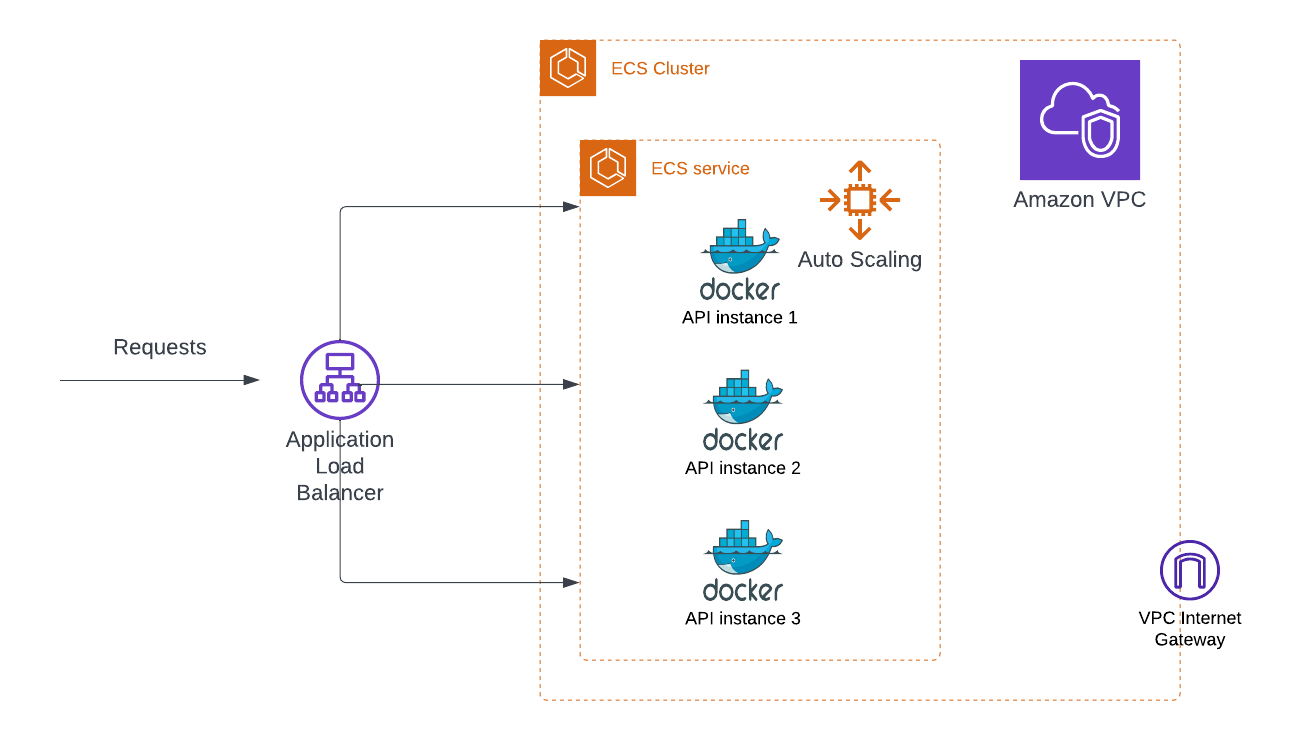 ECS Cluster
Amazon VPC
ECS service
Auto Scaling
docker
API instance 1
Requests
Application
Load
Balancer
docker
API instance 2
docker
API instance 3
VPC Internet
Gateway